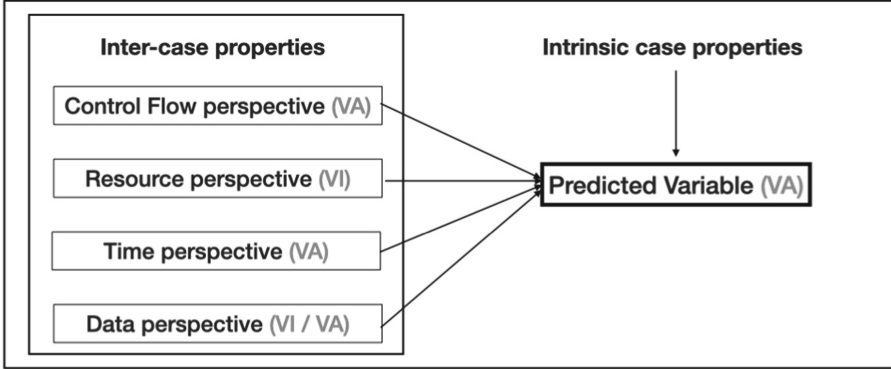 Inter-case properties
Control Flow perspective (VA)
Resource perspective (VI)
Time perspective (VA)
Data perspective (VI / VA)
Intrinsic case properties
Predicted Variable (VA)